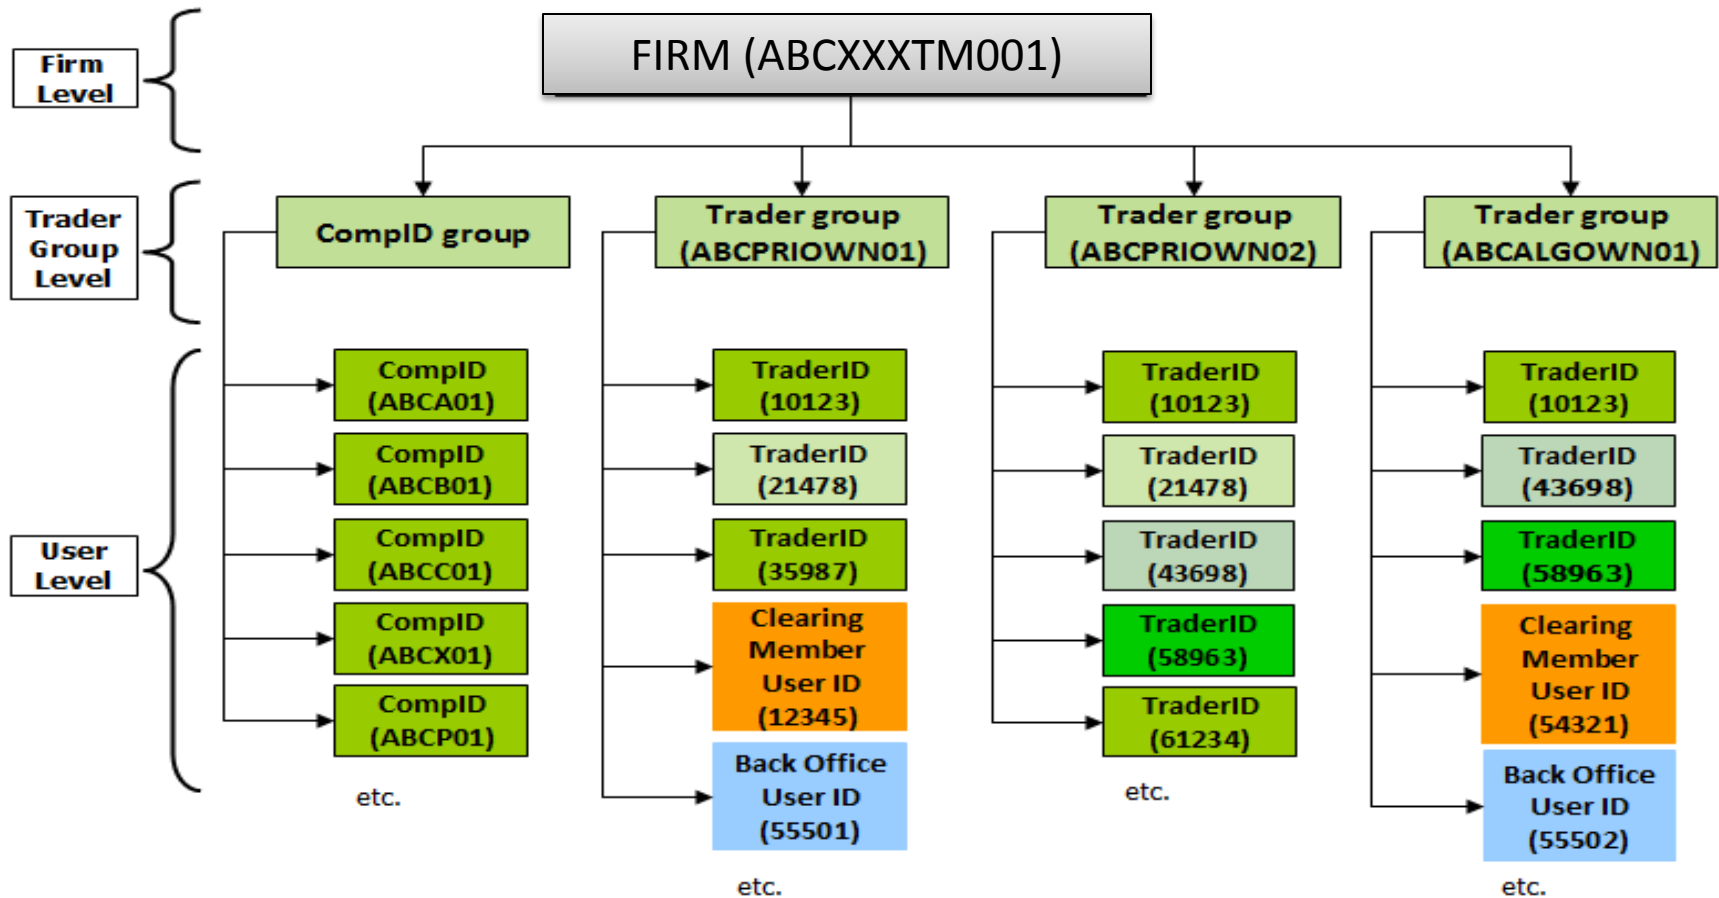 FIRM (ABCXXXTM001)
Firm
Level
Trader
Group
Level
User
Level
CompID group
CompID
(ABCA01)
CompID
(ABCB01)
CompID
(ABCC01)
CompID
(ABCX01)
CompID
(ABCP01)
etc.
Trader group
(ABCPRIOWN01)
TraderID
(10123)
TraderID
(21478)
TraderID
(35987)
Clearing
Member
User ID
(12345)
Back Office
User ID
(55501)
etc.
Trader group
(ABCPRIOWN02)
TraderID
(10123)
TraderID
(21478)
TraderID
(43698)
TraderID
(58963)
TraderID
(61234)
etc.
Trader group
(ABCALGOWN01)
TraderID
(10123)
TraderID
(43698)
TraderID
(58963)
Clearing
Member
User ID
(54321)
Back Office
User ID
(55502)
etc.